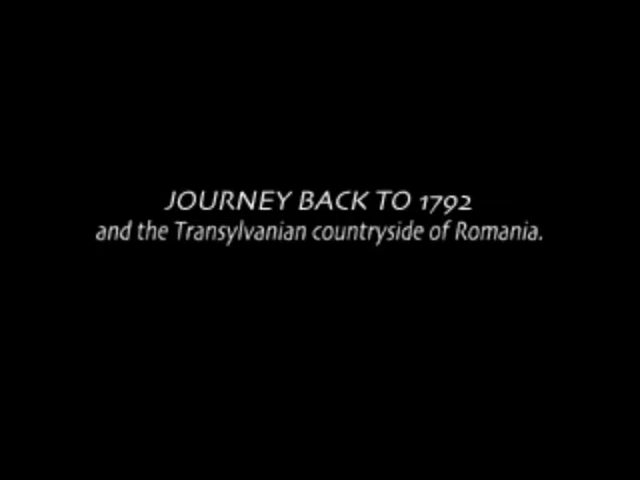 JOURNEY BACK TO 1792
and the Transylvanian countryside of Romania.